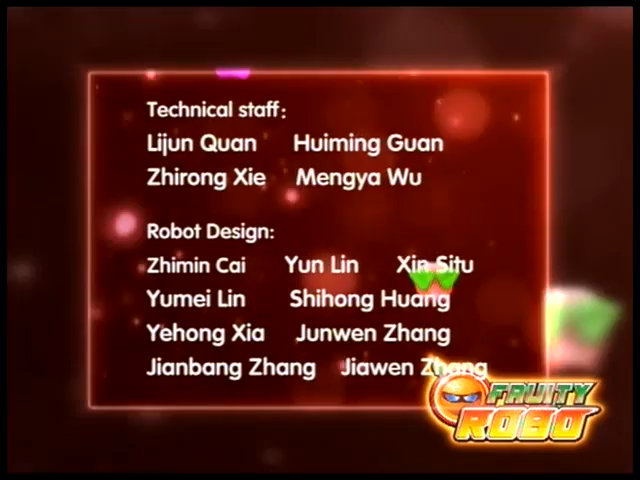 Technical staff:
Lijun Quan Huiming Guan
Zhirong Xie Mengya Wu
Robot Design:
Zhimin Cai Yun Lin Xin Situ
Yumei Lin Shihong Huang
Yehong Xia Junwen Zhang
Jianbang Zhang Jiawen Zhang
FRUITY
ROBO